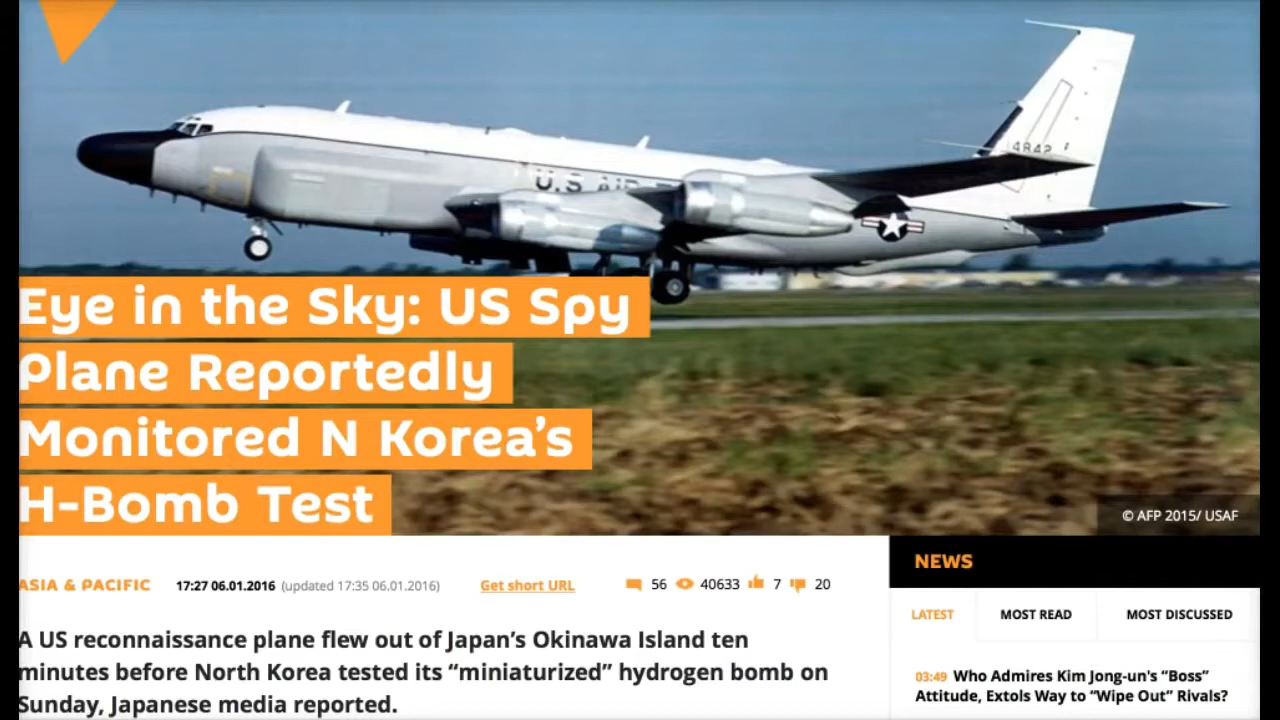 4842
U.S AIR
Eye in the Sky: US Spy
Plane Reportedly
Monitored N Korea’s
H-Bomb Test
© AFP 2015/ USAF
ASIA & PACIFIC 17:27 06.01.2016 (updated 17:35 06.01.2016) Get short URL 56 40633 7 20
A US reconnaissance plane flew out of Japan’s Okinawa Island ten
minutes before North Korea tested its “miniaturized” hydrogen bomb on
Sunday, Japanese media reported.
NEWS
LATEST MOST READ MOST DISCUSSED
03:49 Who Admires Kim Jong-un's “Boss”
Attitude, Extols Way to “Wipe Out” Rivals?